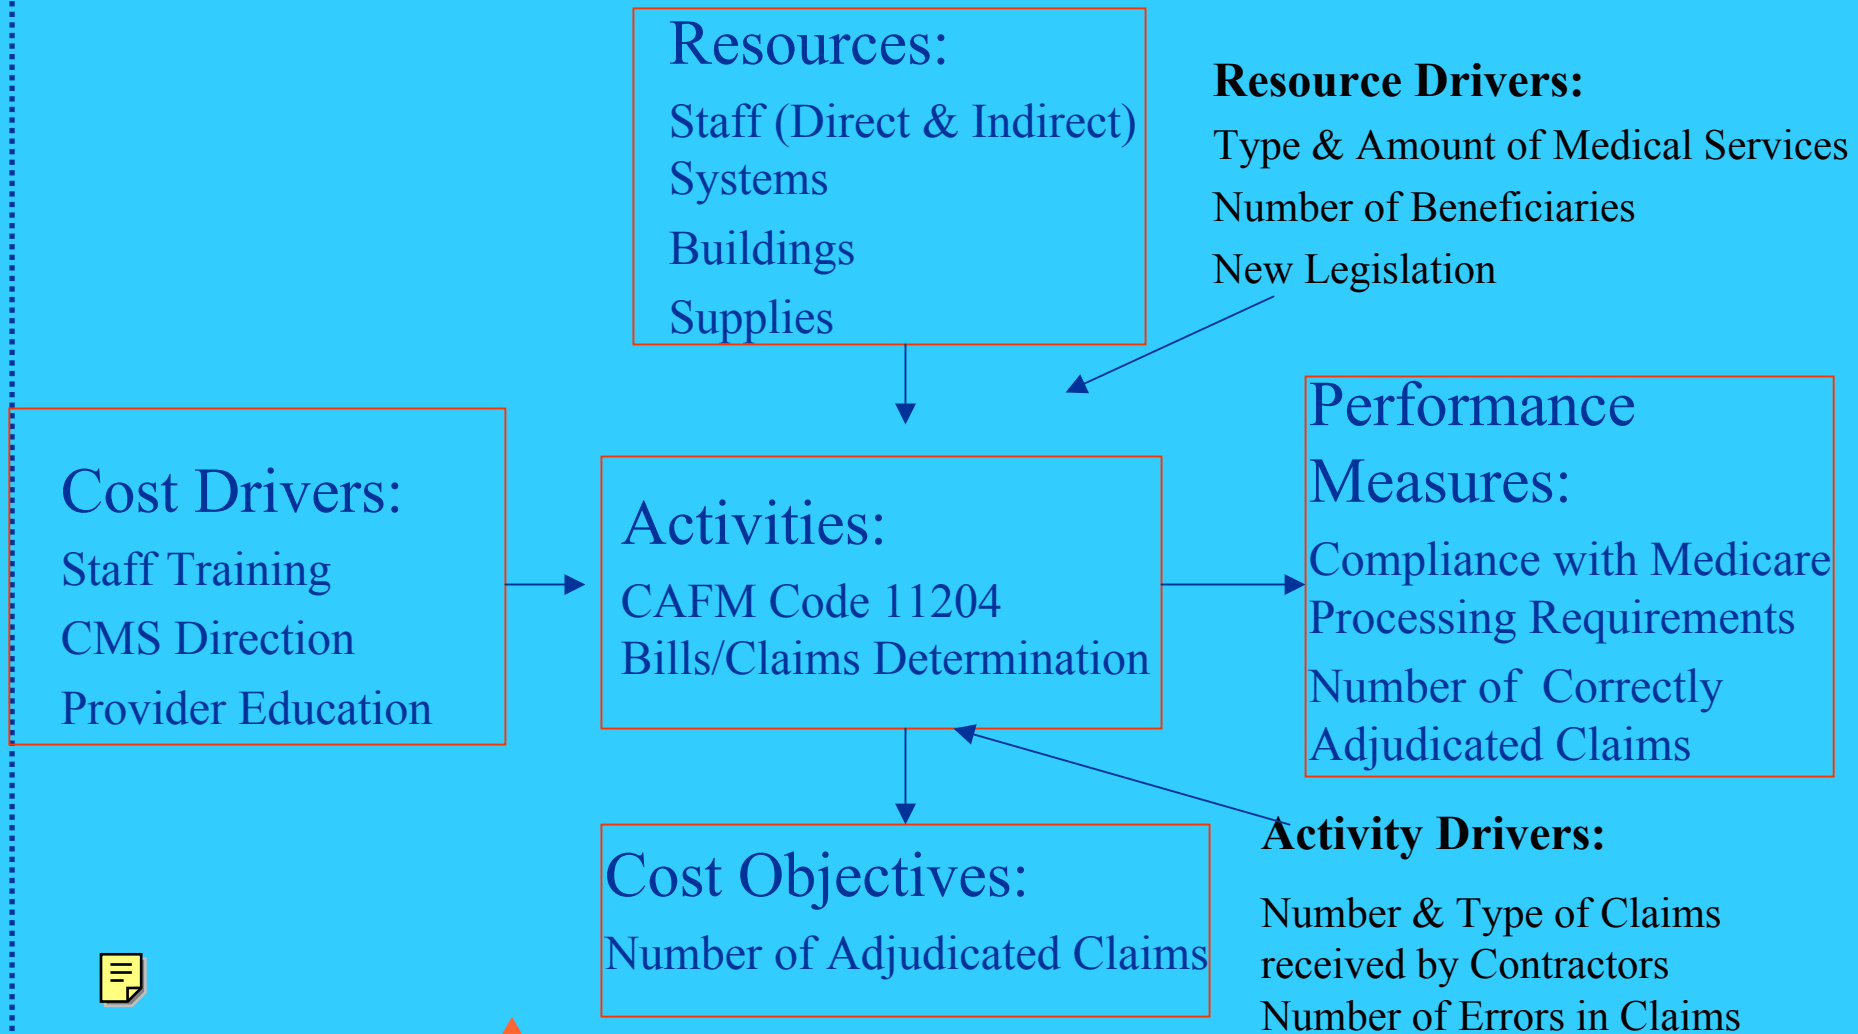 Resources:
Staff (Direct & Indirect)
Systems
Buildings
Supplies
Resource Drivers:
Type & Amount of Medical Services
Number of Beneficiaries
New Legislation
Cost Drivers:
Staff Training
CMS Direction
Provider Education
Activities:
CAFM Code 11204
Bills/Claims Determination
Performance
Measures:
Compliance with Medicare
Processing Requirements
Number of Correctly
Adjudicated Claims
Cost Objectives:
Number of Adjudicated Claims
Activity Drivers:
Number & Type of Claims
received by Contractors
Number of Errors in Claims